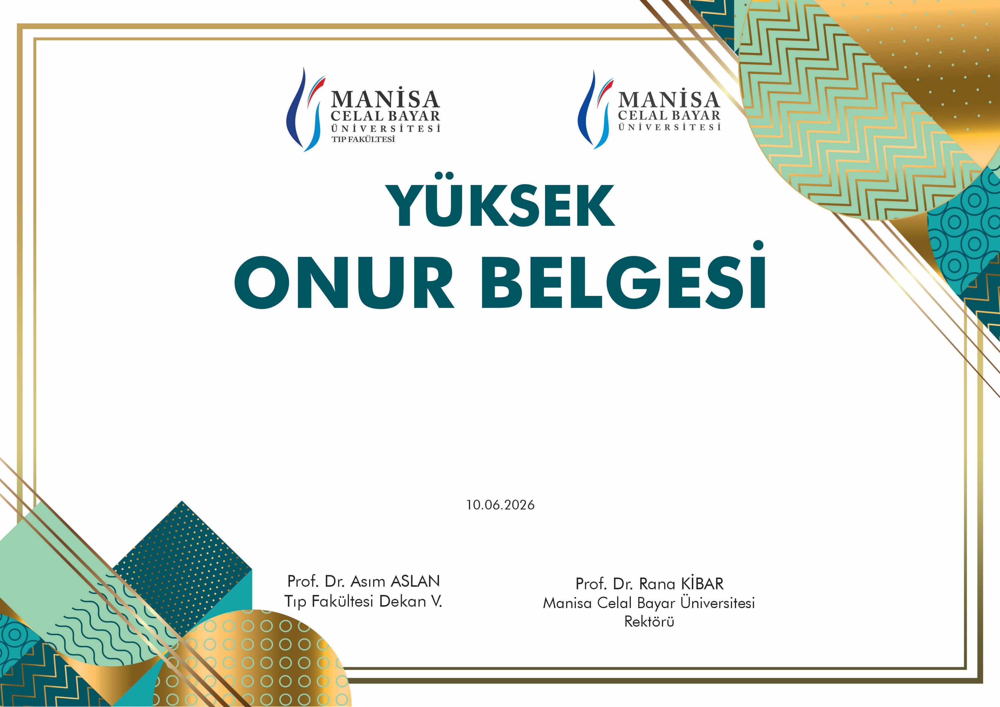 MANİSA
CELAL BAYAR
ÜNİVERSİTESİ
TIP FAKÜLTESİ
MANİSA
CELAL BAYAR
ÜNİVERSİTESİ
YÜKSEK
ONUR BELGESİ
10.06.2026
Prof. Dr. Asım ASLAN
Tıp Fakültesi Dekan V.
Prof. Dr. Rana KİBAR
Manisa Celal Bayar Üniversitesi
Rektörü